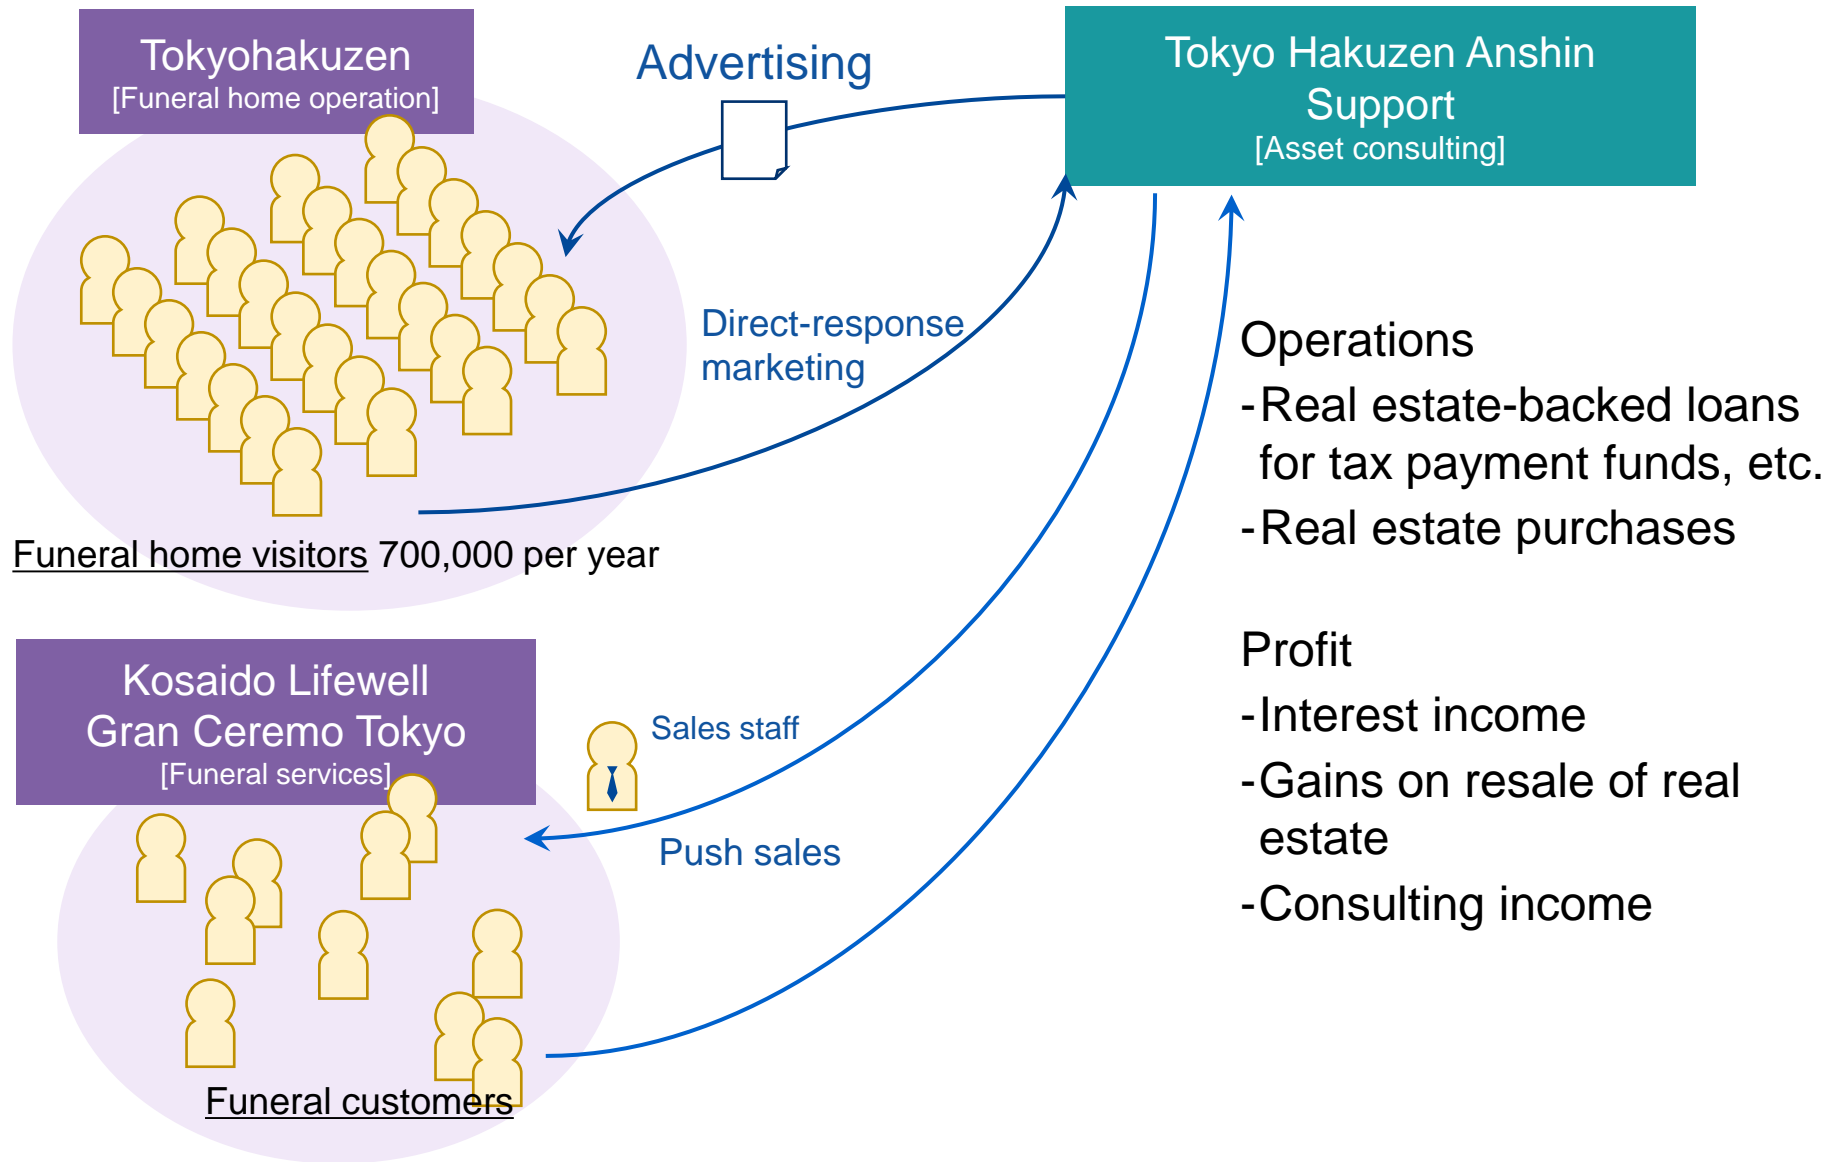 Tokyohakuzen
[Funeral home operation]
Advertising
Tokyo Hakuzen Anshin
Support
[Asset consulting]
Direct-response
marketing
Funeral home visitors 700,000 per year
Kosaido Lifewell
Gran Ceremo Tokyo
[Funeral services]
Sales staff
Push sales
Funeral customers
Operations
-Real estate-backed loans
for tax payment funds, etc.
-Real estate purchases
Profit
-Interest income
-Gains on resale of real
estate
-Consulting income